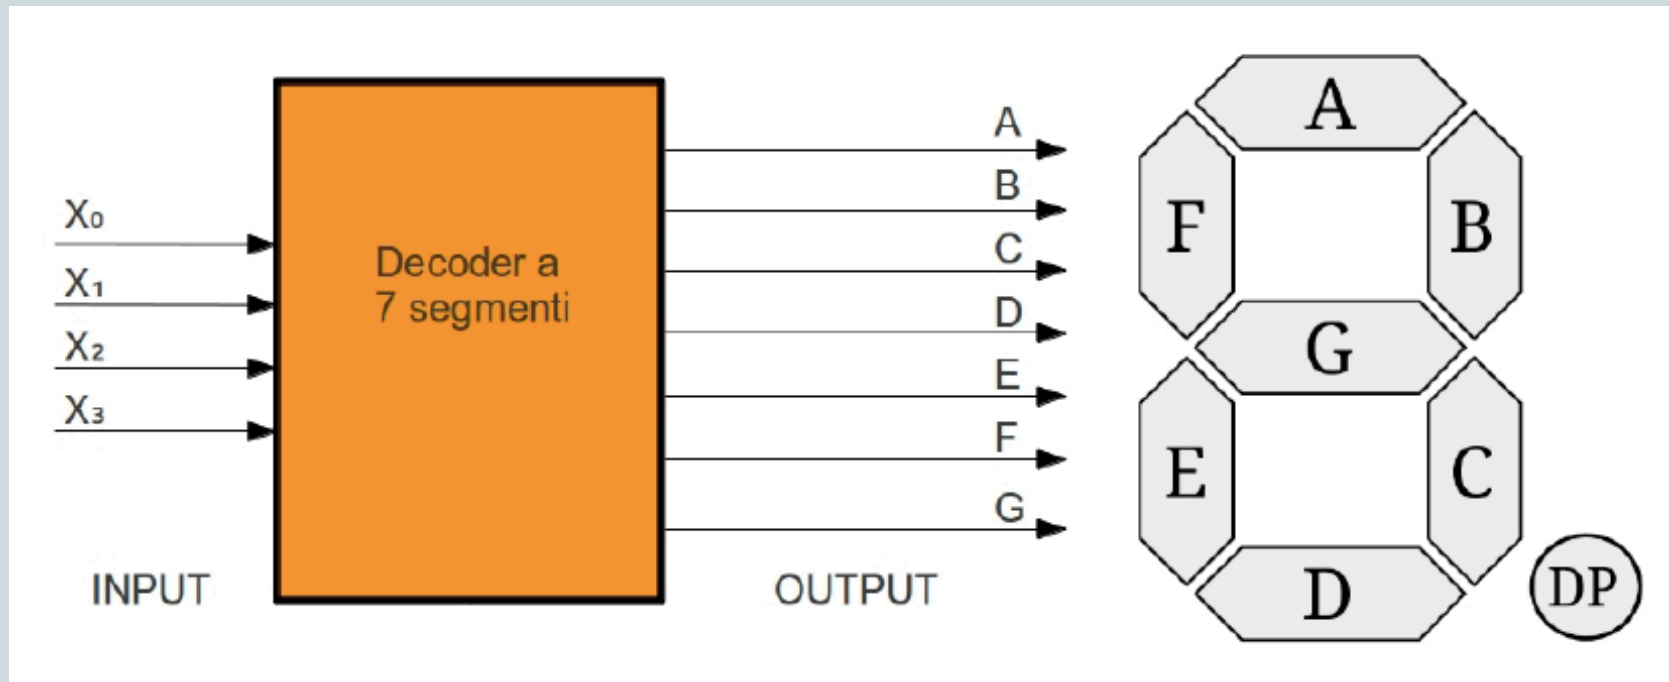 X₀
X₁
X₂
X₃
INPUT
Decoder a
7 segmenti
A
B
C
D
E
F
G
OUTPUT
A
F
B
G
E
C
D
DP